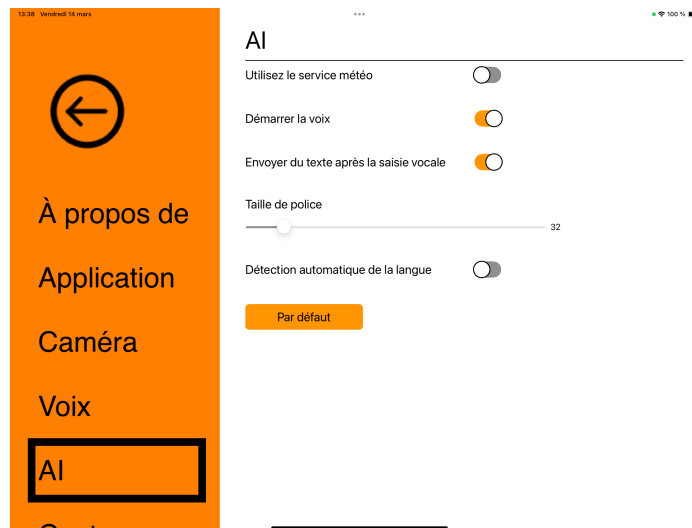 13:38 Vendredi 14 mars
100 %
À propos de
Application
Caméra
Voix
AI
AI
Utilisez le service météo
Démarrer la voix
Envoyer du texte après la saisie vocale
Taille de police
32
Détection automatique de la langue
Par défaut